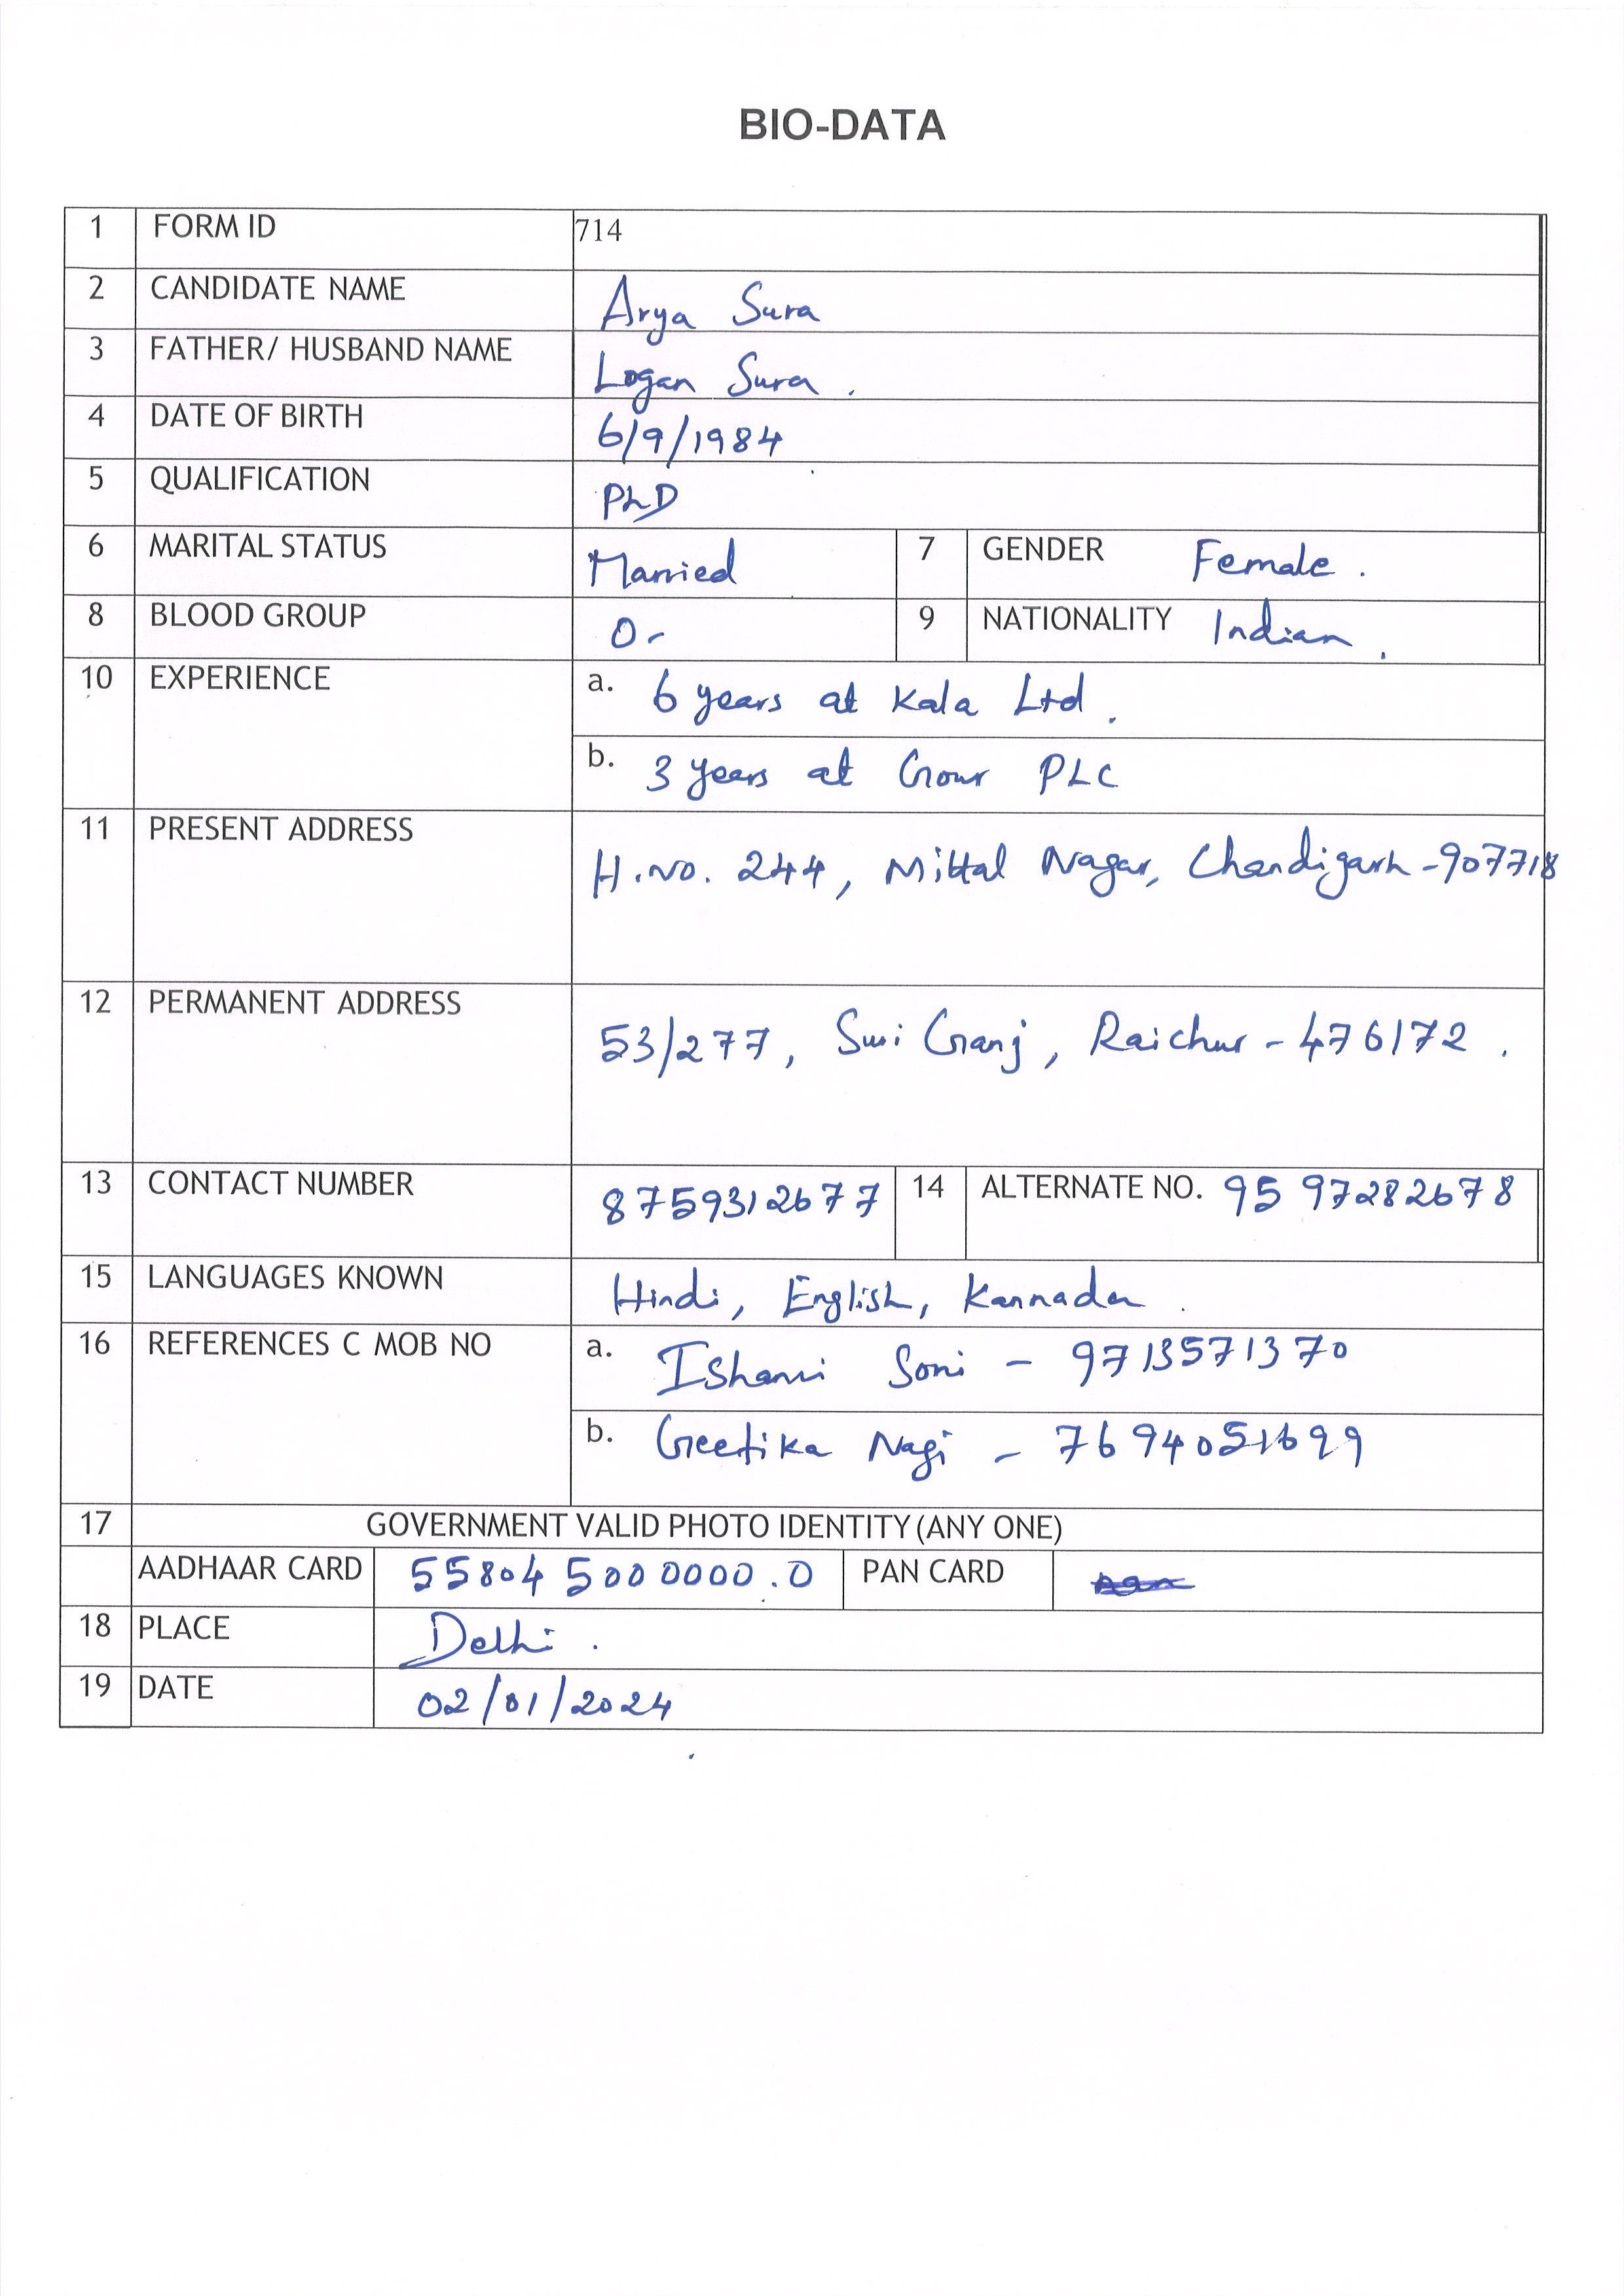 BIO-DATA
1 FORM ID 714
2 CANDIDATE NAME Arya Sura
3 FATHER/ HUSBAND NAME Logan Sura .
4 DATE OF BIRTH 6/9/1984
5 QUALIFICATION PhD
6 MARITAL STATUS Married 7 GENDER Female .
8 BLOOD GROUP O- 9 NATIONALITY Indian .
10 EXPERIENCE a. 6 years at Kala Ltd .
b. 3 years at Gour PLC
11 PRESENT ADDRESS H.No. 244, Mittal Nagar, Chandigarh -907718
12 PERMANENT ADDRESS 53/277, Suri Ganj, Raichur - 476172 .
13 CONTACT NUMBER 8759312677 14 ALTERNATE NO. 9597282678
15 LANGUAGES KNOWN Hindi, English, Kannada .
16 REFERENCES C MOB NO a. Ishani Soni - 9713571370
b. Geetika Nagi - 7694051699
17 GOVERNMENT VALID PHOTO IDENTITY (ANY ONE)
AADHAAR CARD 558045000000.0 PAN CARD
18 PLACE Delhi .
19 DATE 02/01/2024